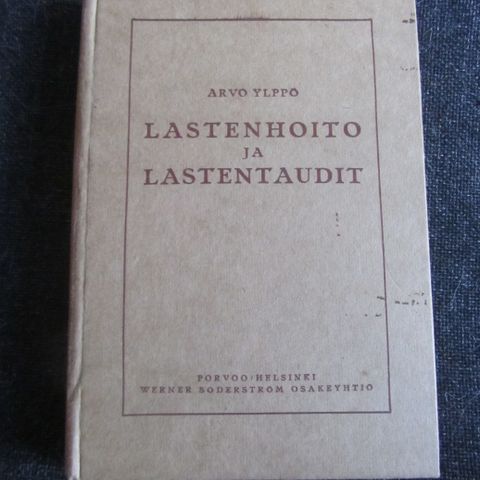 ARVO YLPPÖ
LASTENHOITO
JA
LASTENTAUDIT
PORVOO/HELSINKI
WERNER SÖDERSTRÖM OSAKEYHTIÖ